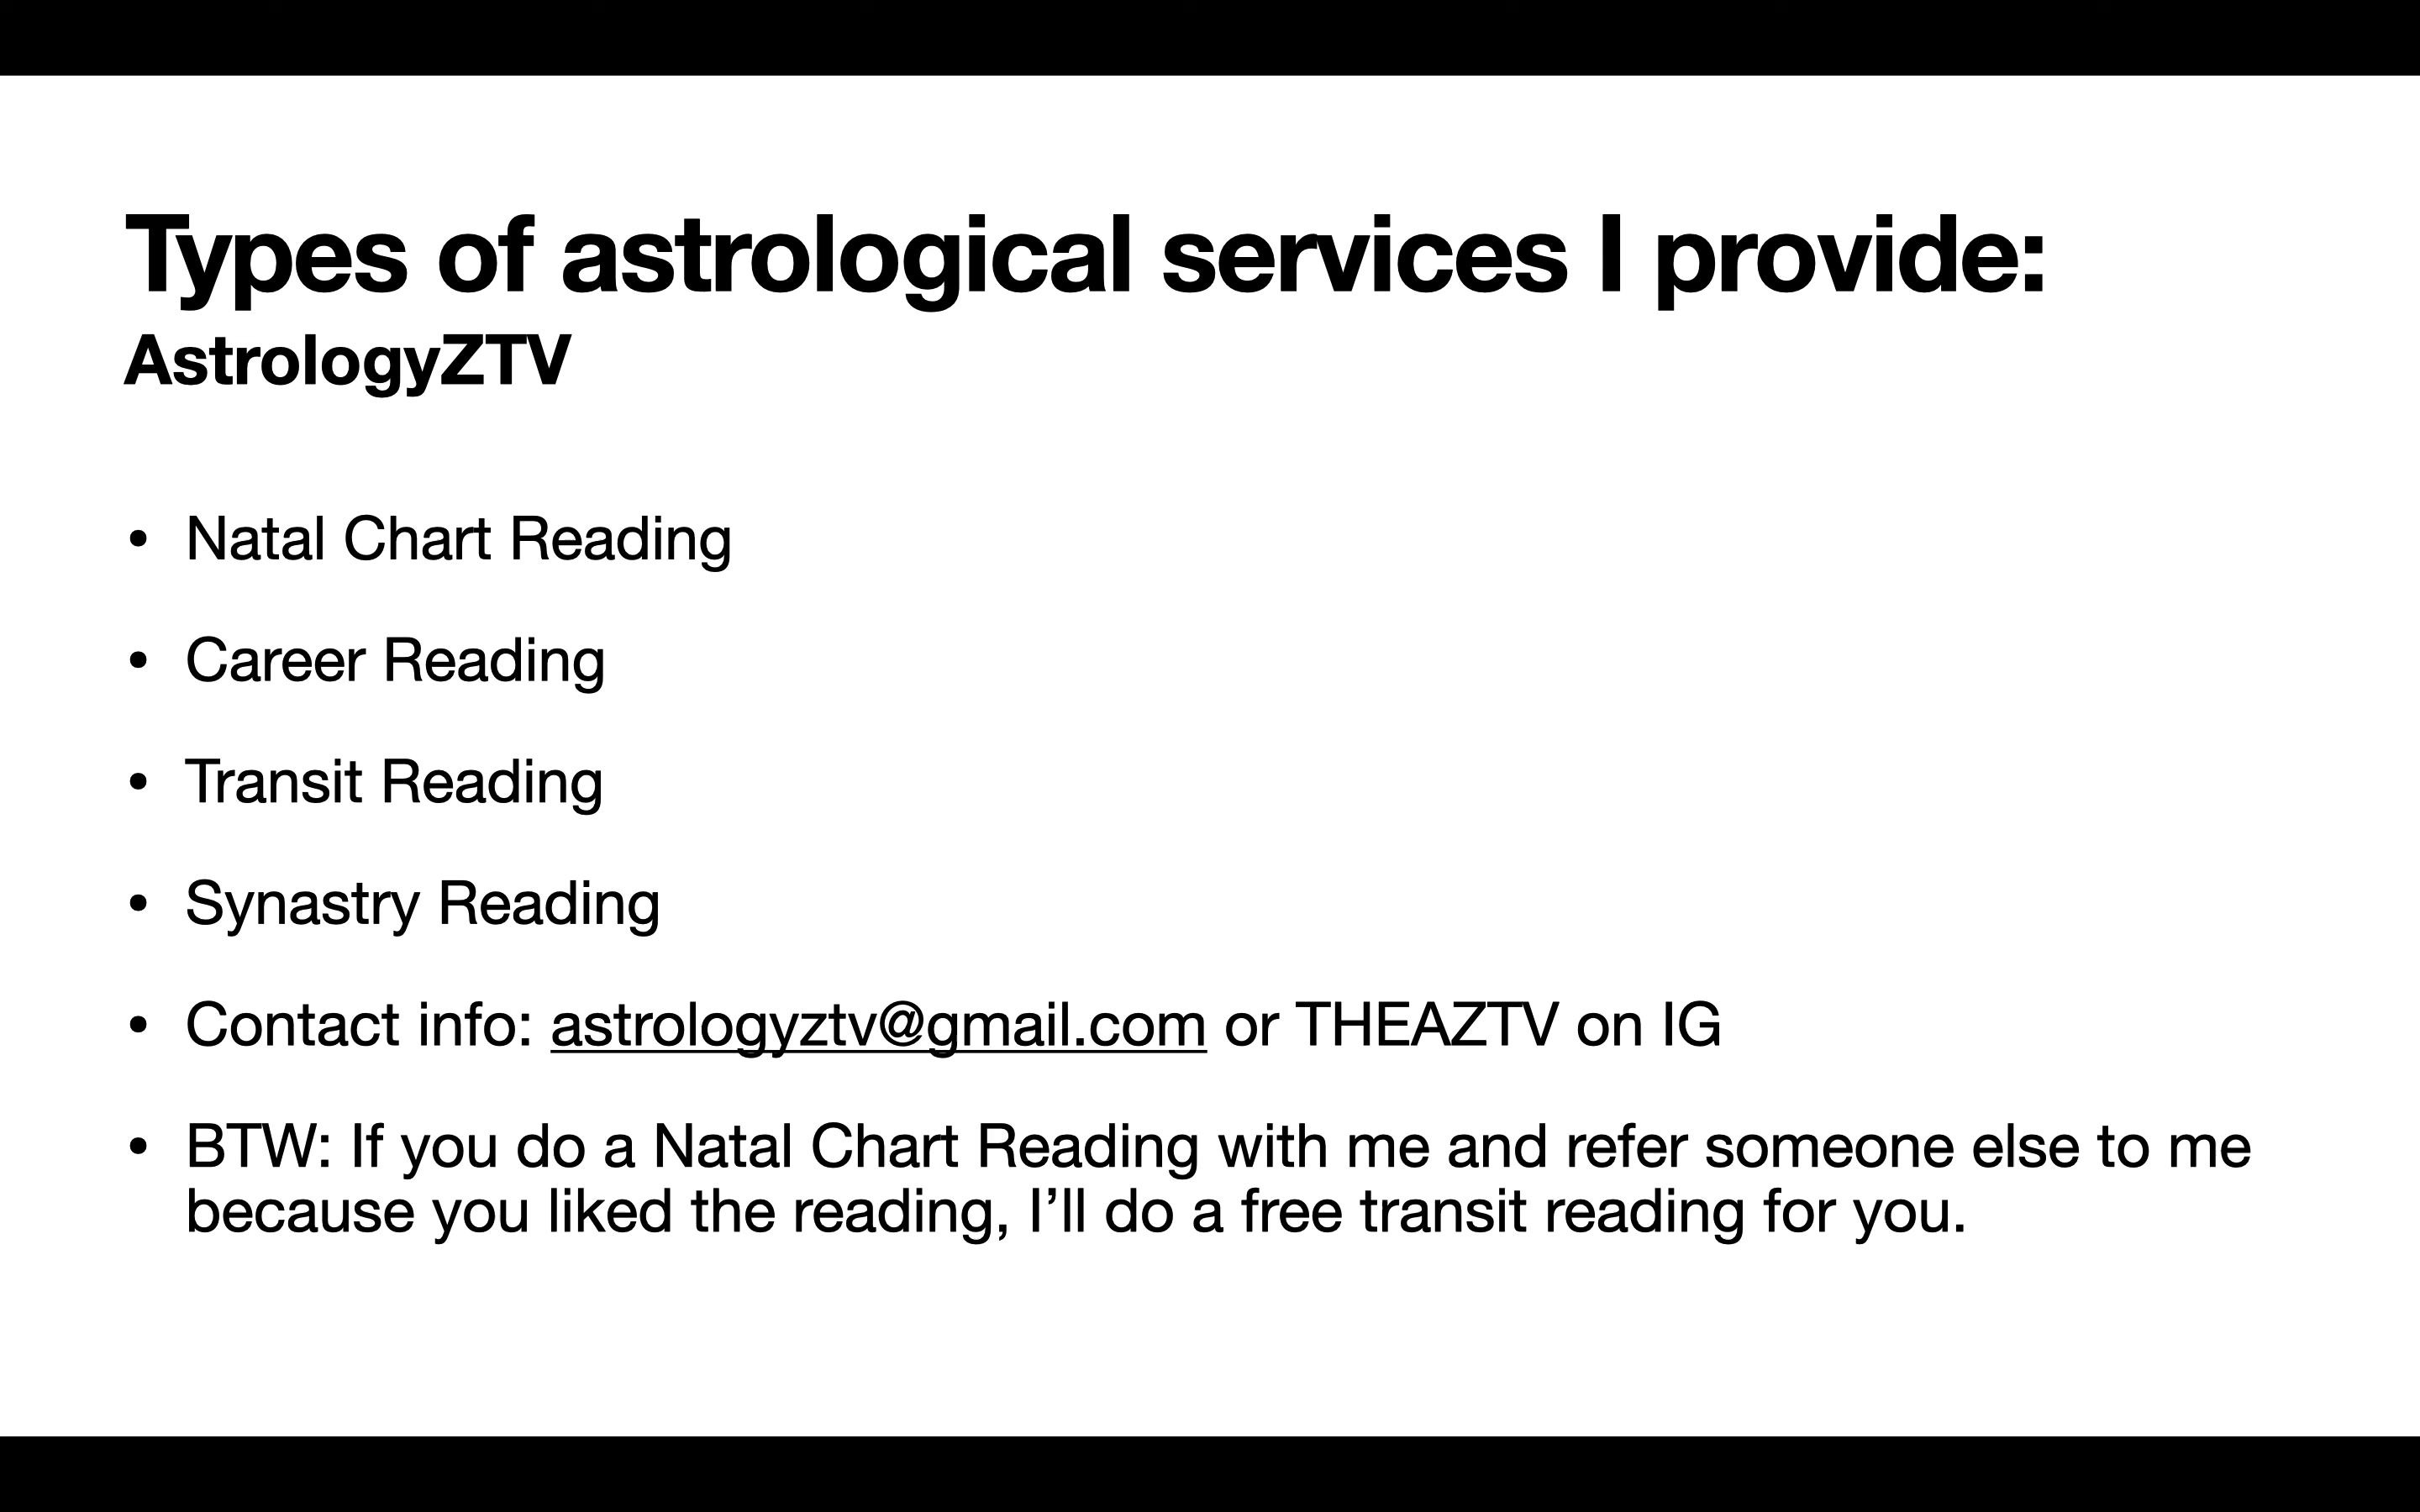 Types of astrological services I provide:
AstrologyZTV
• Natal Chart Reading
• Career Reading
• Transit Reading
• Synastry Reading
• Contact info: astrologyztv@gmail.com or THEAZTV on IG
• BTW: If you do a Natal Chart Reading with me and refer someone else to me
because you liked the reading, I’ll do a free transit reading for you.